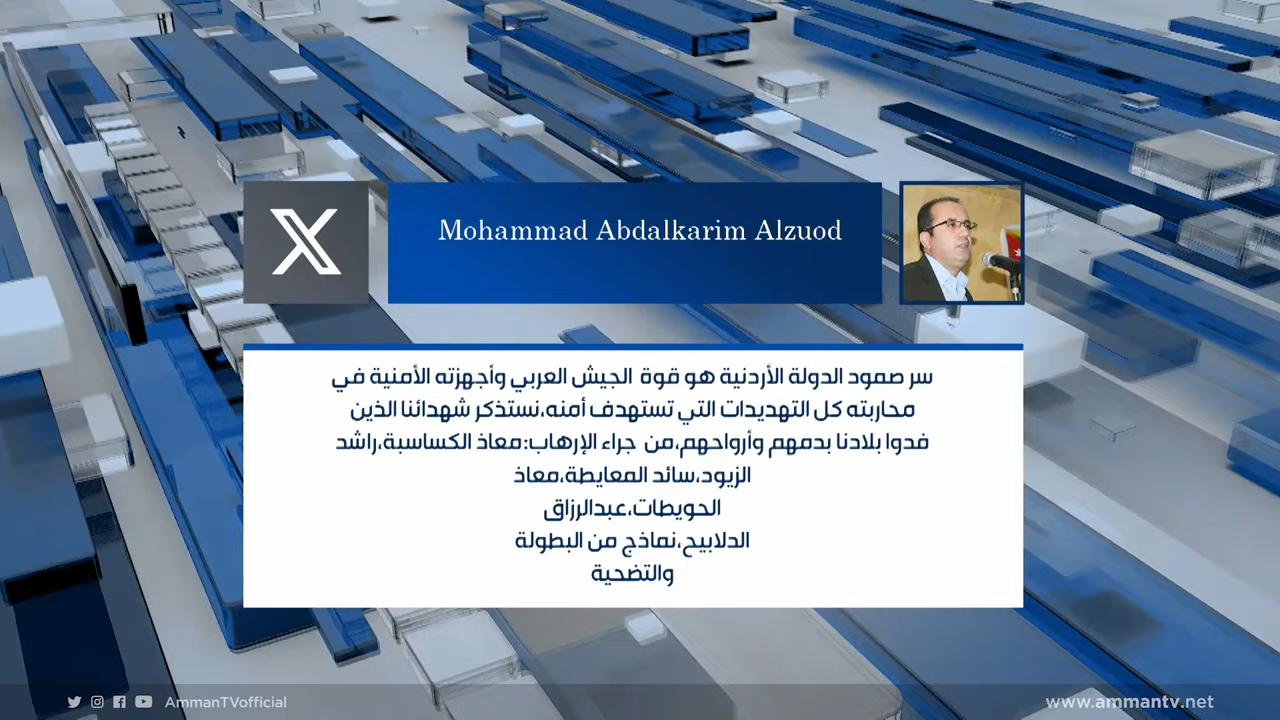 Mohammad Abdalkarim Alzuod
سر صمود الدولة الأردنية هو قوة الجيش العربي وأجهزته الأمنية في
محاربته كل التهديدات التي تستهدف أمنه،نستذكر شهدائنا الذين
فدوا بلادنا بدمهم وأرواحهم،من جراء الإرهاب:معاذ الكساسبة،راشد
الزيود،سائد المعايطة،معاذ
الحويطات،عبدالرزاق
الدلابيح،نماذج من البطولة
والتضحية
AmmanTVofficial
www.ammantv.net